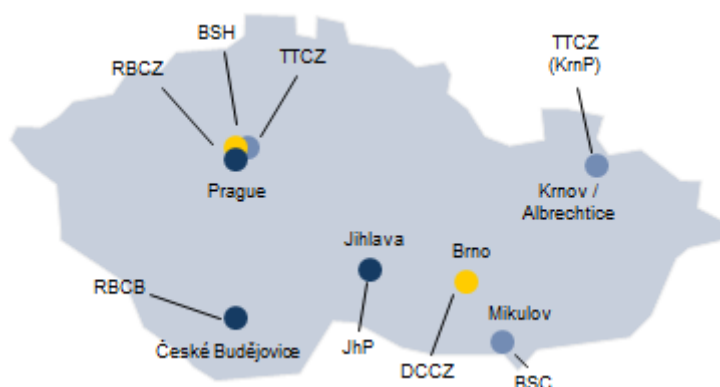 BSH
TTCZ
(KrnP)
TTCZ
RBCZ
Prague
Krnov /
Albrechtice
Jihlava
Brno
RBCB
Mikulov
České Budějovice
JhP
DCCZ
BSC